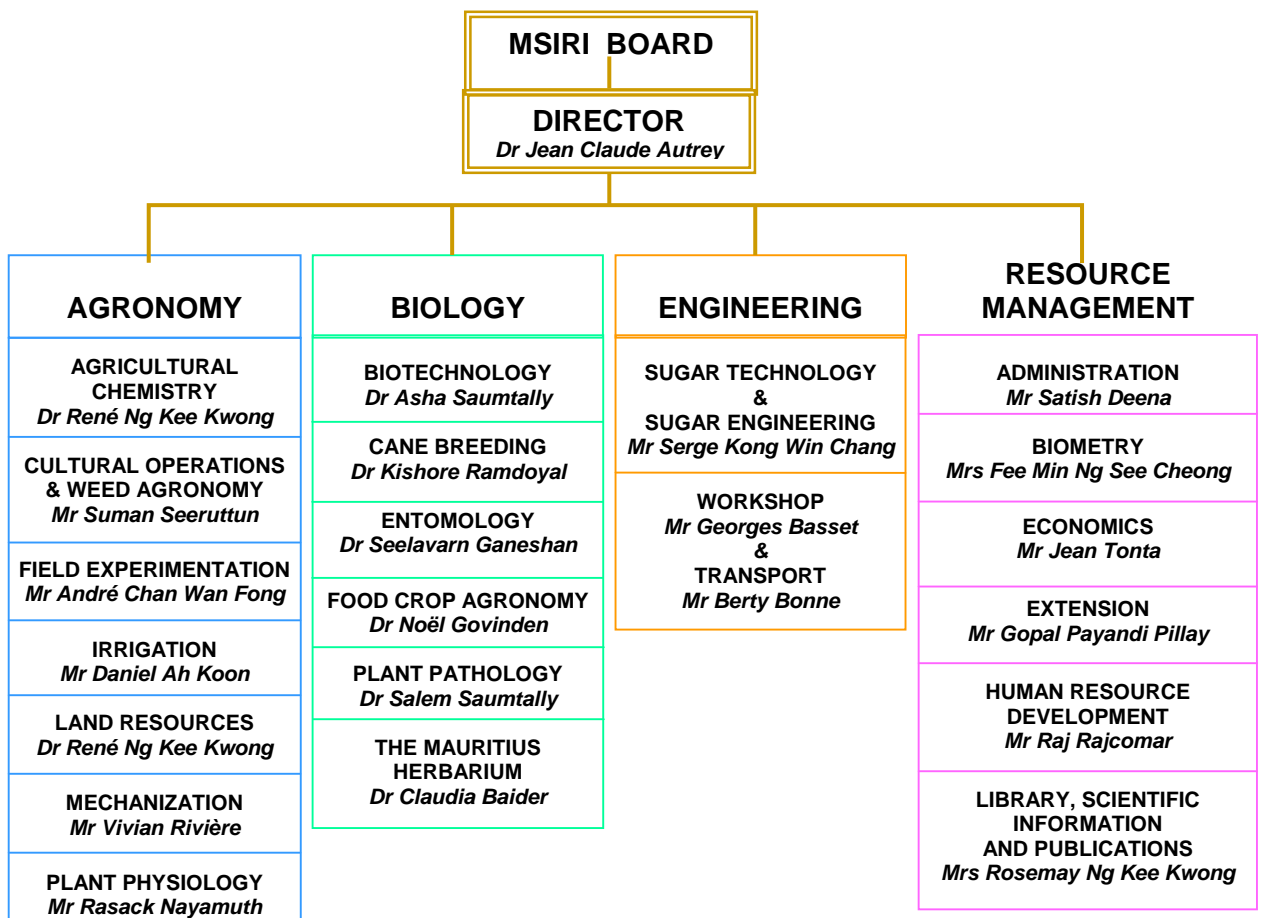 MSIRI BOARD
DIRECTOR
Dr Jean Claude Autrey
AGRONOMY
AGRICULTURAL
CHEMISTRY
Dr René Ng Kee Kwong
CULTURAL OPERATIONS
& WEED AGRONOMY
Mr Suman Seeruttun
FIELD EXPERIMENTATION
Mr André Chan Wan Fong
IRRIGATION
Mr Daniel Ah Koon
LAND RESOURCES
Dr René Ng Kee Kwong
MECHANIZATION
Mr Vivian Rivière
PLANT PHYSIOLOGY
Mr Rasack Nayamuth
BIOLOGY
BIOTECHNOLOGY
Dr Asha Saumtally
CANE BREEDING
Dr Kishore Ramdoyal
ENTOMOLOGY
Dr Seelavarn Ganeshan
FOOD CROP AGRONOMY
Dr Noël Govinden
PLANT PATHOLOGY
Dr Salem Saumtally
THE MAURITIUS
HERBARIUM
Dr Claudia Baider
ENGINEERING
SUGAR TECHNOLOGY
&
SUGAR ENGINEERING
Mr Serge Kong Win Chang
WORKSHOP
Mr Georges Basset
&
TRANSPORT
Mr Berty Bonne
RESOURCE
MANAGEMENT
ADMINISTRATION
Mr Satish Deena
BIOMETRY
Mrs Fee Min Ng See Cheong
ECONOMICS
Mr Jean Tonta
EXTENSION
Mr Gopal Payandi Pillay
HUMAN RESOURCE
DEVELOPMENT
Mr Raj Rajcomar
LIBRARY, SCIENTIFIC
INFORMATION
AND PUBLICATIONS
Mrs Rosemay Ng Kee Kwong